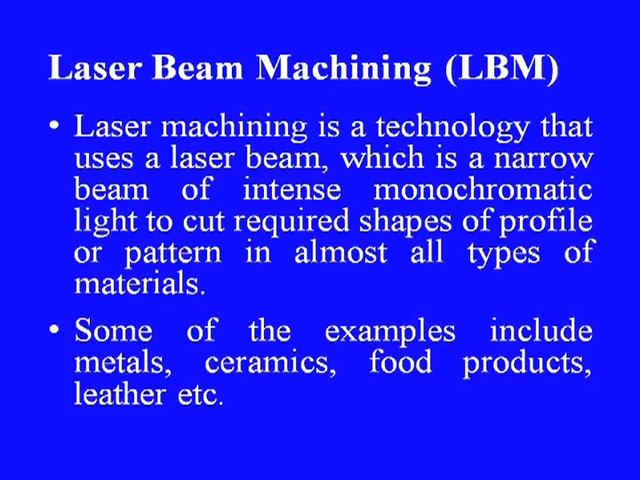 Laser Beam Machining (LBM)
• Laser machining is a technology that
uses a laser beam, which is a narrow
beam of intense monochromatic
light to cut required shapes of profile
or pattern in almost all types of
materials.
• Some of the examples include
metals, ceramics, food products,
leather etc.